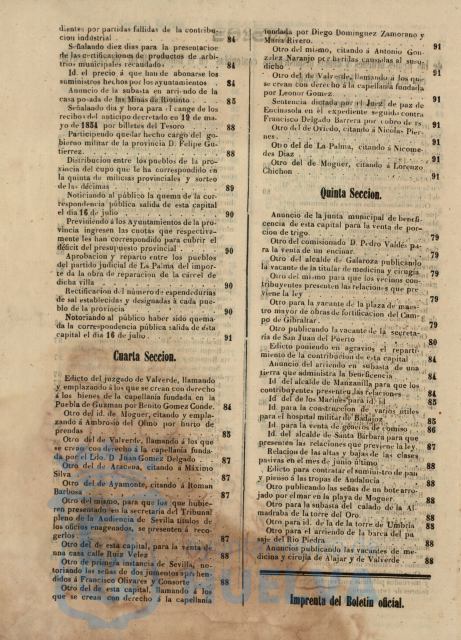 dientes por partidas fallidas de la contribu-
cion industrial 84
Señalando diez dias para la presentacion
de las certificaciones de productos de arbi-
trios municipales recaudados 84
Id. el precio á que han de abonarse los
suministros hechos por los ayuntamientos 84
Anuncio de la subasta en arriendo de la
casa posada de las Minas de Riotinto 85
Señalando dia y hora para el cange de los
recibos del anticipo decretado en 19 de ma-
yo de 1854 por billetes del Tesoro 88
Participando quedar hecho cargo del go-
bierno militar de la provincia D. Felipe Gu-
tierrez. 88
Distribucion entre los pueblos de la pro-
vincia del cupo que ha correspondido en
la quinta de milicias provinciales y sorteo
de las décimas 89
Noticiando al público la quema de la cor-
respondencia pública salida de esta capital
el dia 16 de julio 90
Previniendo á los Ayuntamientos de la pro-
vincia ingresen las cuotas que respectiva-
mente les han correspondido para cubrir el
déficit del presupuesto provincial 90
Aprobacion y reparto entre los pueblos
del partido judicial de La Palma del impor-
te da la obra de reparacion de la cárcel de
dicha villa 90
Rectificacion del número de espendedurias
de sal establecidas y designadas á cada pue-
blo de la provincia 90
Notoriando al público haber sido quema-
da la correspondencia pública salida de esta
capital el dia 16 de julio. 91
Cuarta Seccion.
Edicto del juzgado de Valverde, llamando
y emplazando á los que se crean con derecho
á los bienes de la capellanía fundada en la
Puebla de Guzman por Benito Gomez Conde. 84
Otro del id. de Moguer, citando y empla-
zando á Ambrosio del Olmo por hurto de
prendas 85
Otro del de Valverde, llamando á los que
se crean con derecho á la capellanía funda-
da por el Ldo. D. Juan Gomez Delgado 87
Otro del de Aracena, citando á Máximo
Silva 87
Otro del de Ayamonte, citando á Roman
Barbosa 87
Otro del mismo, para que los que hubie-
ren presentado en la secretaria del Tribunal
pleno de la Audiencia de Sevilla titulos de
los oficios enagenados, se presenten á reco-
gerlos 87
Otro del de esta capital, para la venta de
una casa calle Ruiz Velez 88
Otro de primera instancia de Sevilla, no-
toriando las señas de dos jumentos aprehen-
didos á Francisco Olivares y Consorte 88
Otro del de esta capital, llamando á los
que se crean con derecho á la capellanía
fundada por Diego Dominguez Zamorano y
Maria Rivero. 91
Otro del mismo, citando á Antonio Gon-
zalez Naranjo por heridas causadas al susu-
dicho 91
Otro del de Valverde, llamando á los que
se crean con derecho á la capellanía fundada
por Leonor Gomez 91
Sentencia dictada por el Juez de paz de
Encinasola en el expediente seguido contra
Francisco Delgado Barrera por cobro de rs. 91
Otro del de Oviedo, citando á Nicolas Pier-
nes 91
Otro del de La Palma, citando á Nicome-
des Diaz 91
Otro del de Moguer, citando á Lorenzo
Chichon 91
Quinta Seccion.
Anuncio de la junta municipal de benefi-
cencia de esta capital para la venta de por-
cion de trigo. 79
Otro del comisionado D. Pedro Valdés pa-
ra la venta de un encinar. 79
Otro del alcalde de Galaroza publicando
la vacante de la titular de medicina y cirugía 79
Otro del mismo para que los vecinos con-
tribuyentes presenten las relaciones que pre-
viene la ley 79
Otro para la vacante de la plaza de maes-
tro mayor de obras de fortificacion del Cam-
po de Gibraltar. 79
Otro publicando la vacante de la secreta-
ría de San Juan del Puerto 80
Edicto poniendo en agravios el reparti-
miento de la contribucion de esta capital 84
Anuncio del arriendo en subasta de una
tierra que administra la beneficencia 84
Id. del alcalde de Manzanilla para que los
contribuyentes presenten las relaciones 84
Id. del de los Marines para id. id 85
Id. para la construccion de varios útiles
para el hospital militar de Badajoz 85
Id. para la venta de géneros de comiso 86
Id. del alcalde de Santa Bárbara para que
presenten las relaciones que previene la ley. 87
Relacion de las altas y bajas de las clases
pasivas en el mes de junio último 87
Edicto para contratar el suministro de pan
y pienso á las tropas de Andalucía 88
Otro publicando las señas de un bote arro-
jado por el mar en la playa de Moguer 88
Otro para la subasta del calado de la Al-
madraba de la torre del Oro. 88
Otro para id. de la de la torre de Umbria 88
Otro para el arriendo de la barca del pa-
saje del Rio Piedra 88
Anuncios publicando las vacantes de me-
dicina y cirujía de Alajar y de Valverde 88
Imprenta del Boletin oficial.